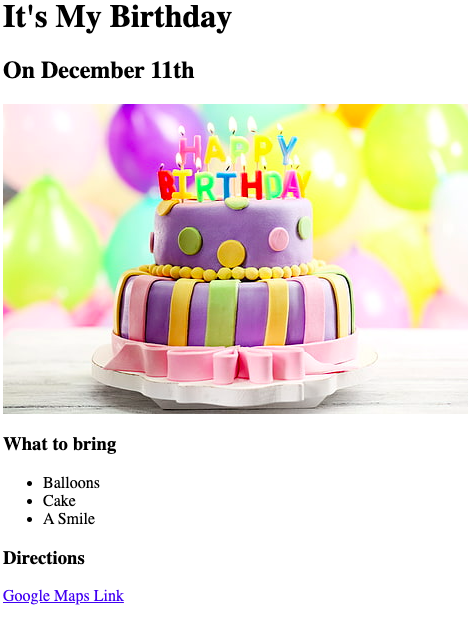 It's My Birthday
On December 11th
HAPPY
BIRTHDAY
What to bring
Balloons
Cake
A Smile
Directions
Google Maps Link